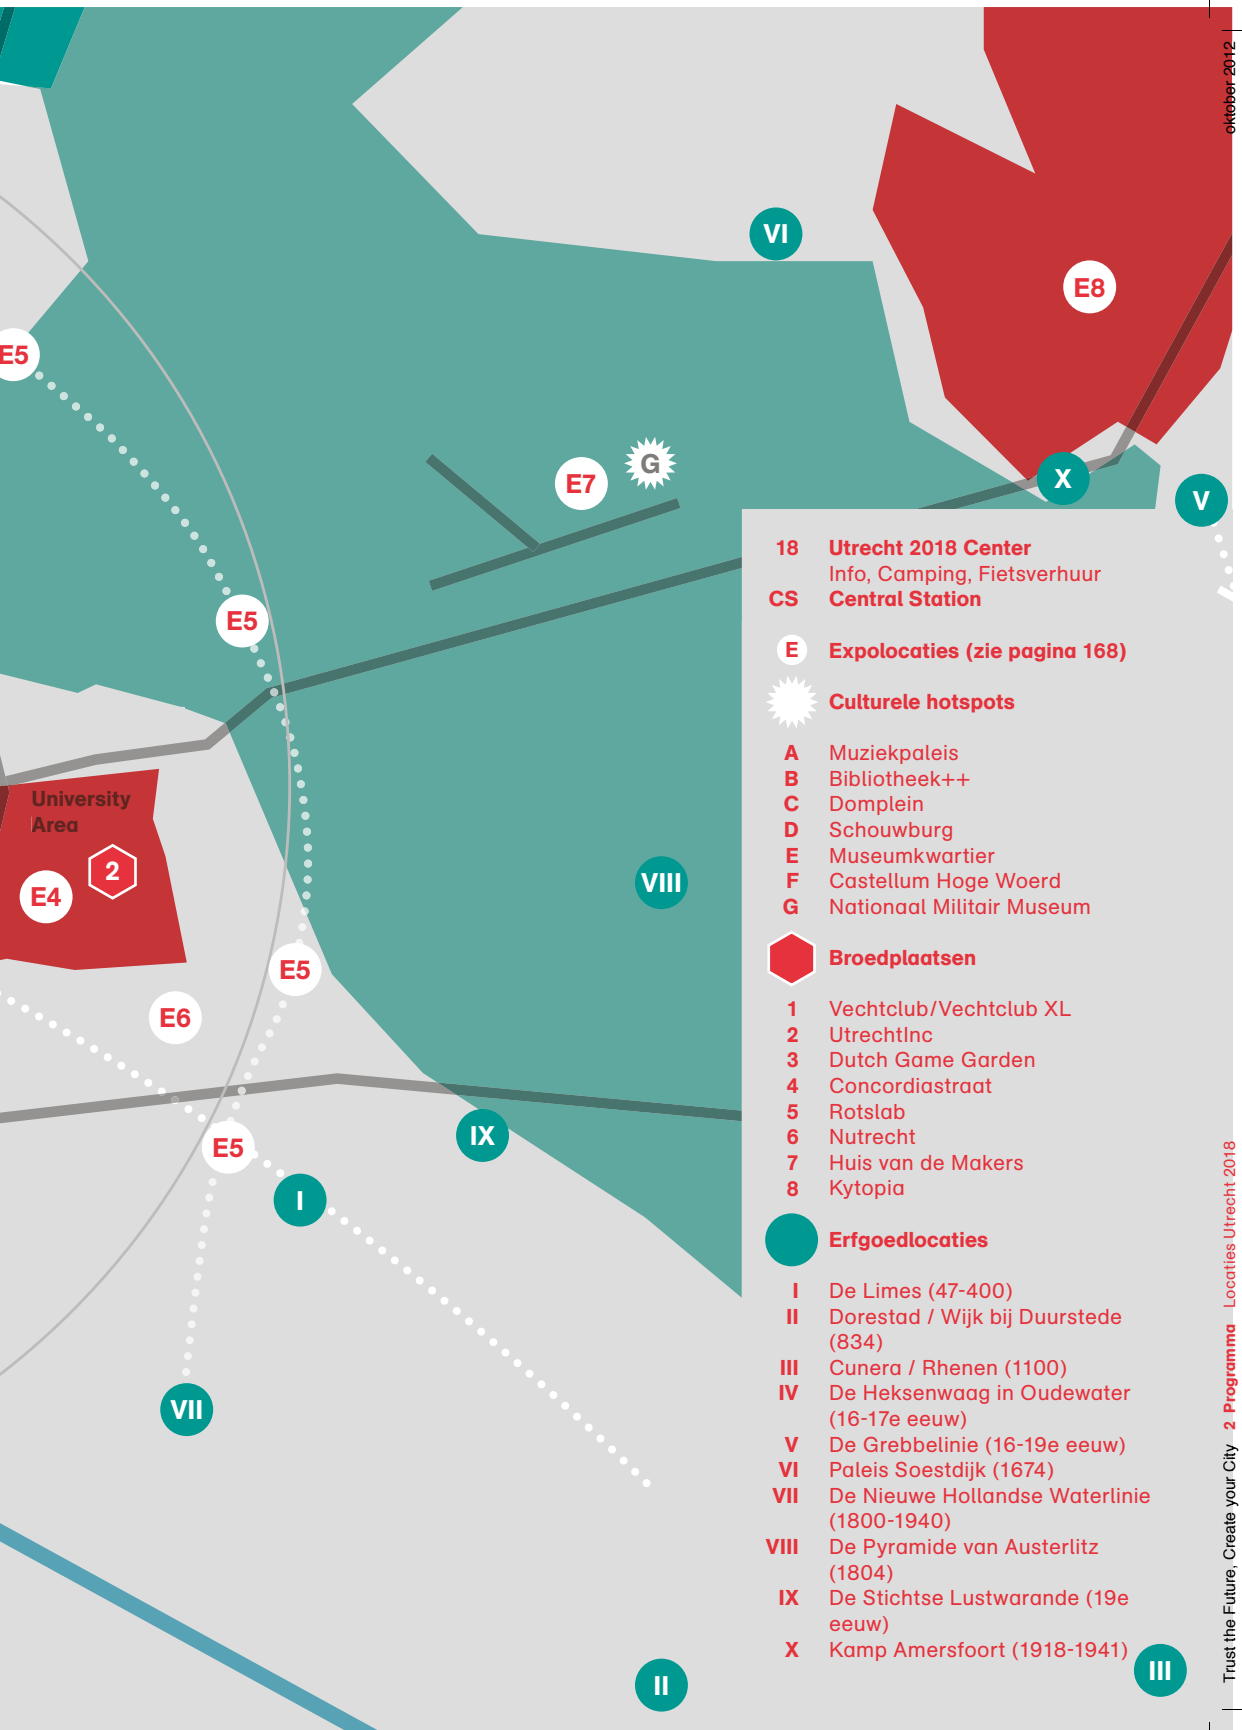 oktober 2012
VI
E8
E5
G
E7
X
V
18 Utrecht 2018 Center
Info, Camping, Fietsverhuur
CS Central Station
E5
E Expolocaties (zie pagina 168)
Culturele hotspots
A Muziekpaleis
B Bibliotheek++
C Domplein
D Schouwburg
E Museumkwartier
F Castellum Hoge Woerd
G Nationaal Militair Museum
University
Area
2
E4
VIII
E5
E6
Broedplaatsen
1 Vechtclub/Vechtclub XL
2 UtrechtInc
3 Dutch Game Garden
4 Concordiastraat
5 Rotslab
6 Nutrecht
7 Huis van de Makers
8 Kytopia
IX
E5
I
VII
Erfgoedlocaties
I De Limes (47-400)
II Dorestad / Wijk bij Duurstede
(834)
III Cunera / Rhenen (1100)
IV De Heksenwaag in Oudewater
(16-17e eeuw)
V De Grebbelinie (16-19e eeuw)
VI Paleis Soestdijk (1674)
VII De Nieuwe Hollandse Waterlinie
(1800-1940)
VIII De Pyramide van Austerlitz
(1804)
IX De Stichtse Lustwarande (19e
eeuw)
X Kamp Amersfoort (1918-1941)
III
II
Trust the Future, Create your City 2 Programma Locaties Utrecht 2018